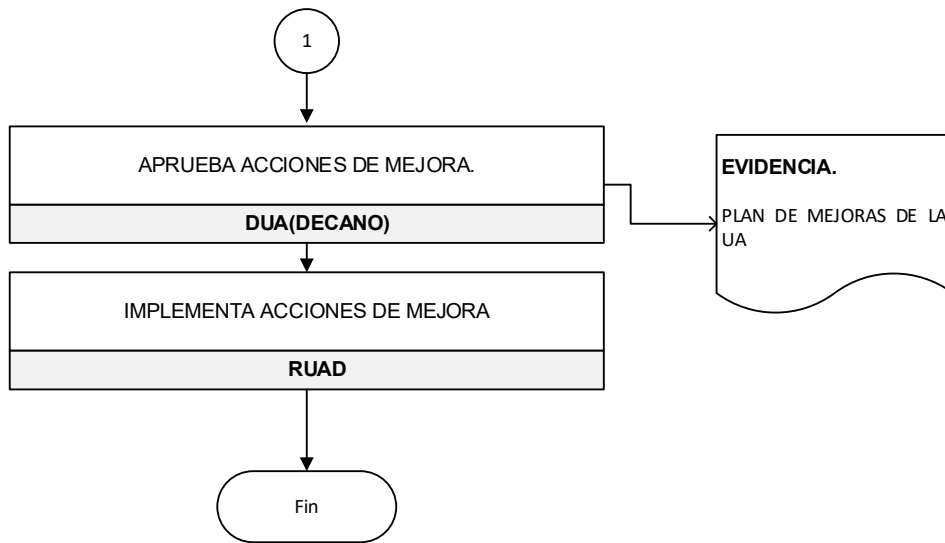 1
APRUEBA ACCIONES DE MEJORA.
DUA(DECANO)
EVIDENCIA.
PLAN DE MEJORAS DE LA
UA
IMPLEMENTA ACCIONES DE MEJORA
RUAD
Fin